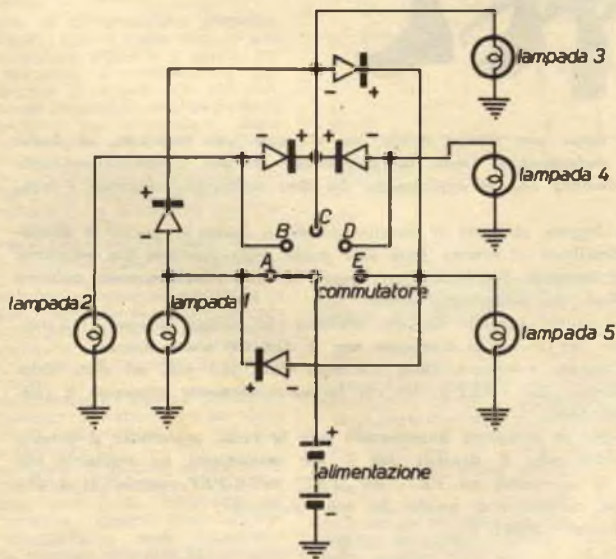 lampada 3
- +
- + + -
lampada 4
+
-
C
B D
A E
commutatore
lampada 2
lampada 1
lampada 5
+ -
+
alimentazione
-